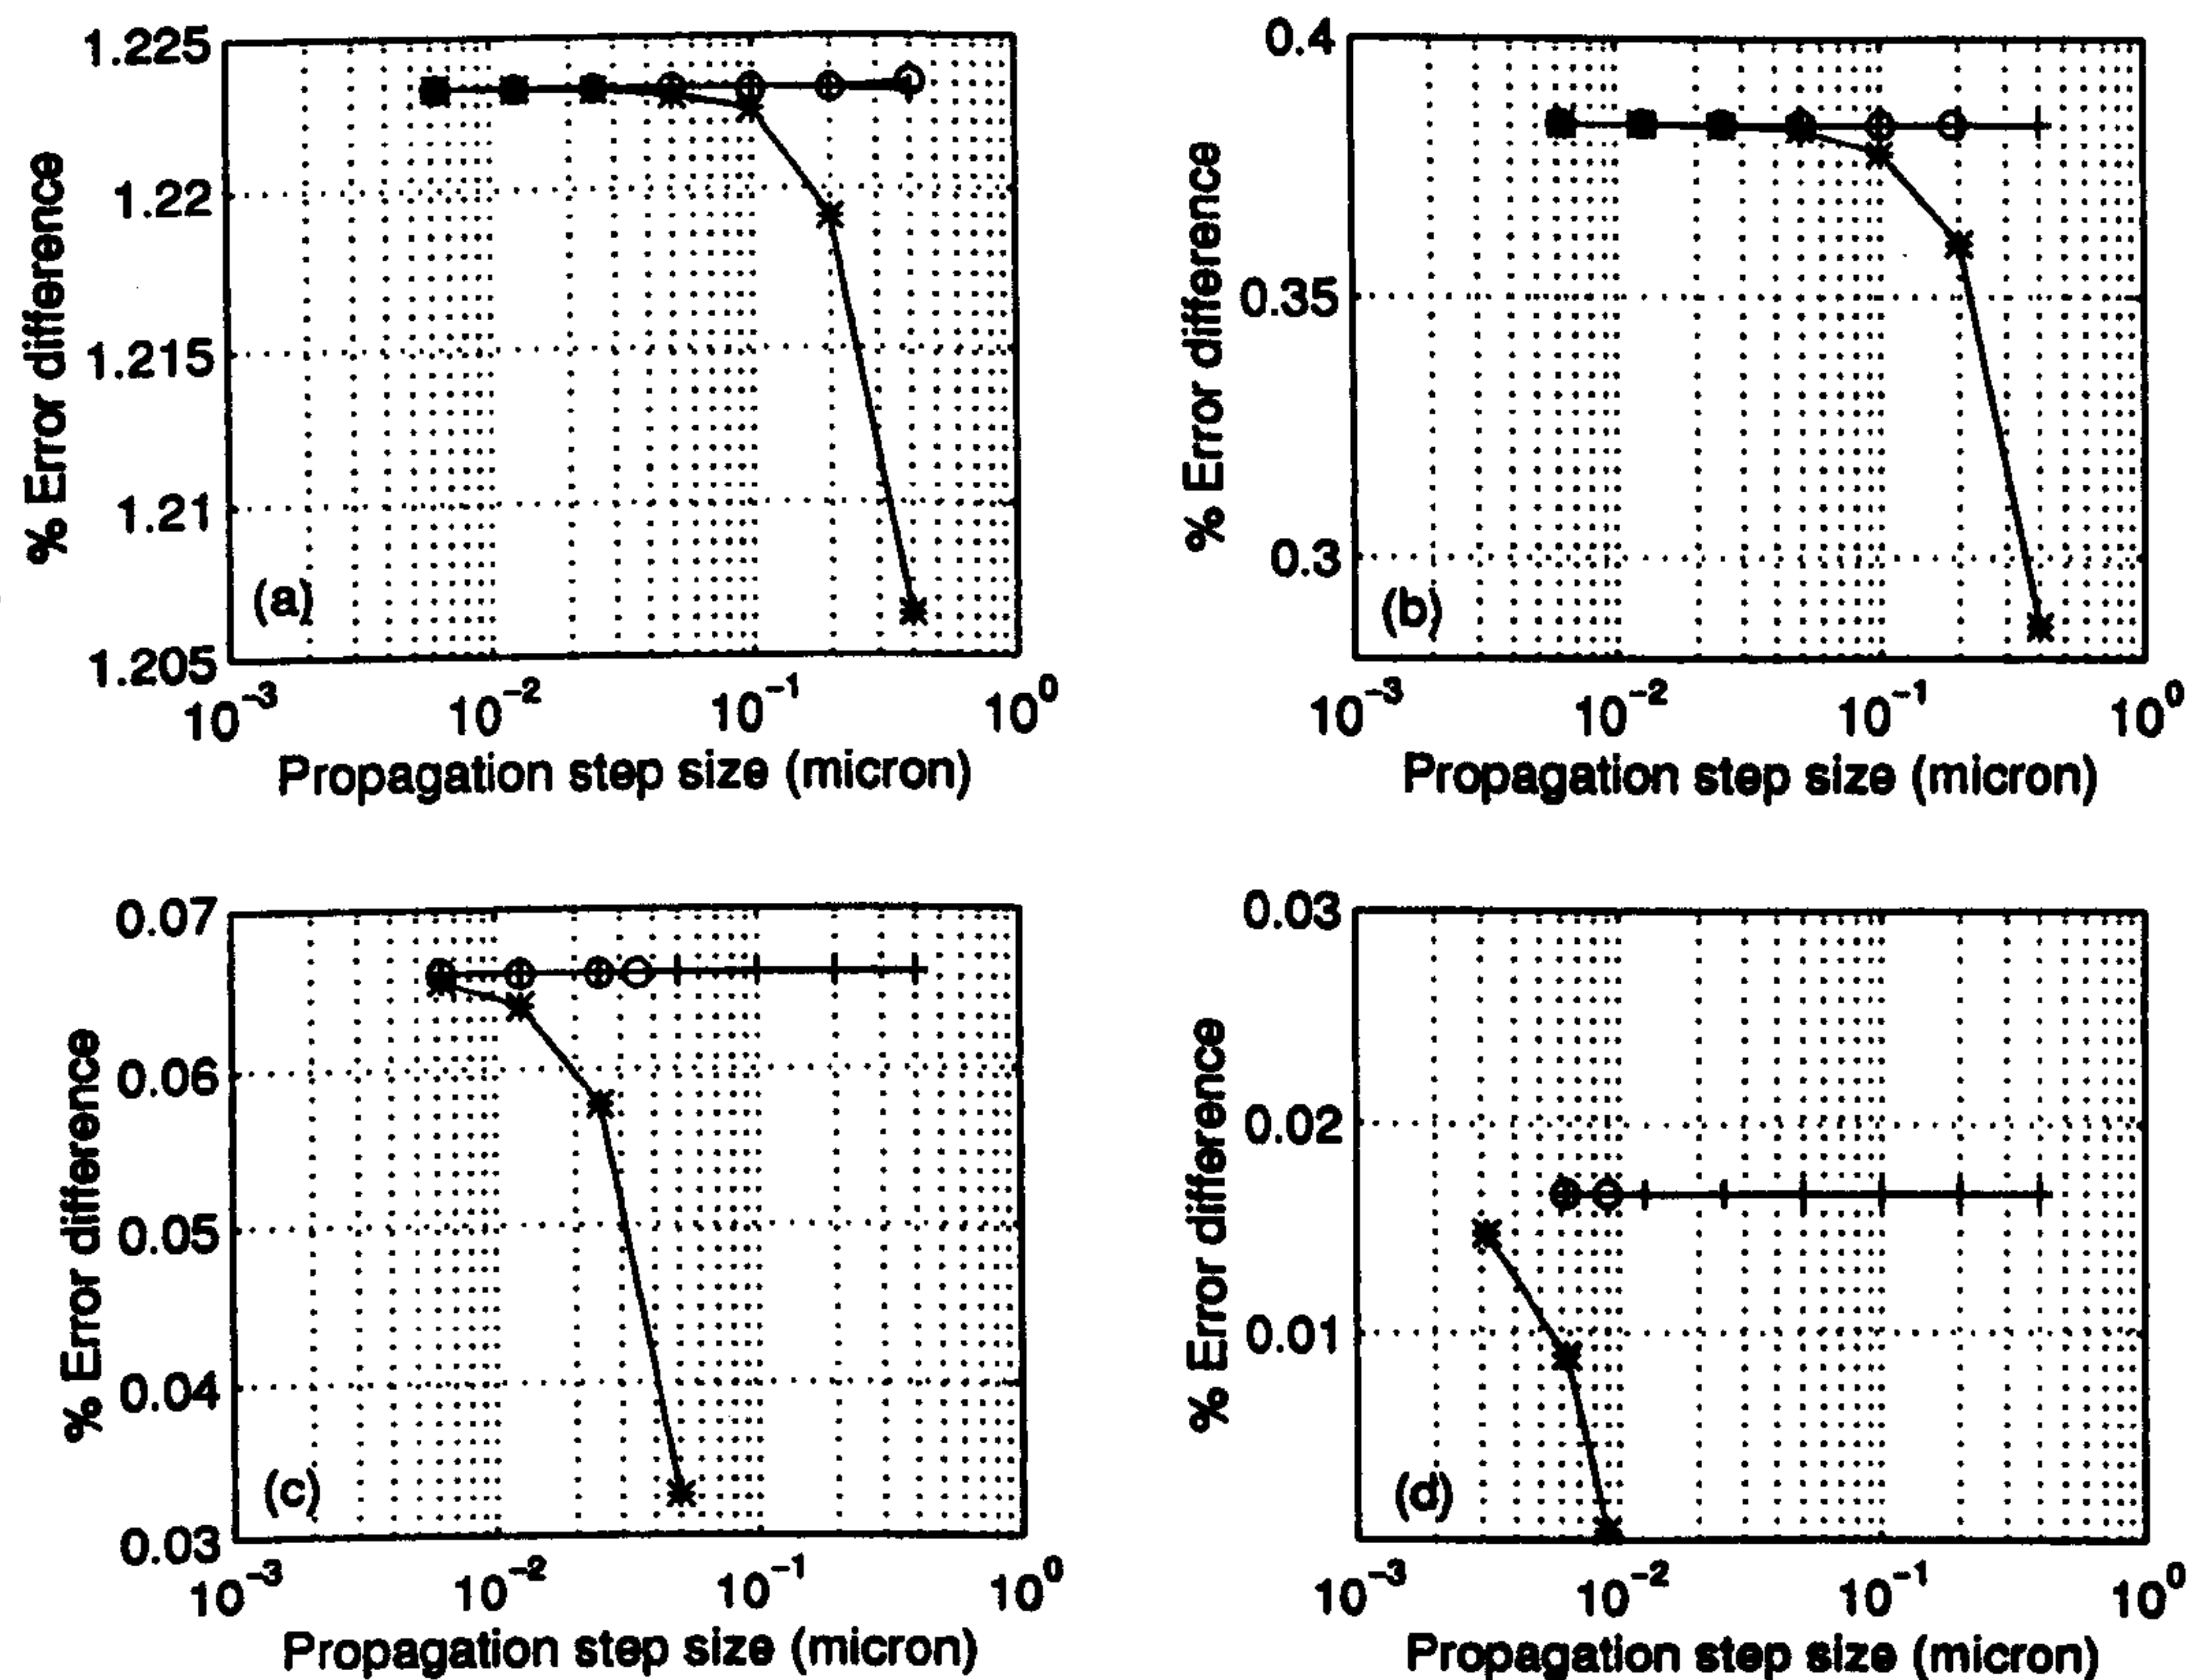 1.225
1.22
1.215
1.21
1.205
% Error difference
(a)
10^-3 10^-2 10^-1 10^0
Propagation step size (micron)
0.4
0.35
0.3
% Error difference
(b)
10^-3 10^-2 10^-1 10^0
Propagation step size (micron)
0.07
0.06
0.05
0.04
0.03
% Error difference
(c)
10^-3 10^-2 10^-1 10^0
Propagation step size (micron)
0.03
0.02
0.01
% Error difference
(d)
10^-3 10^-2 10^-1 10^0
Propagation step size (micron)